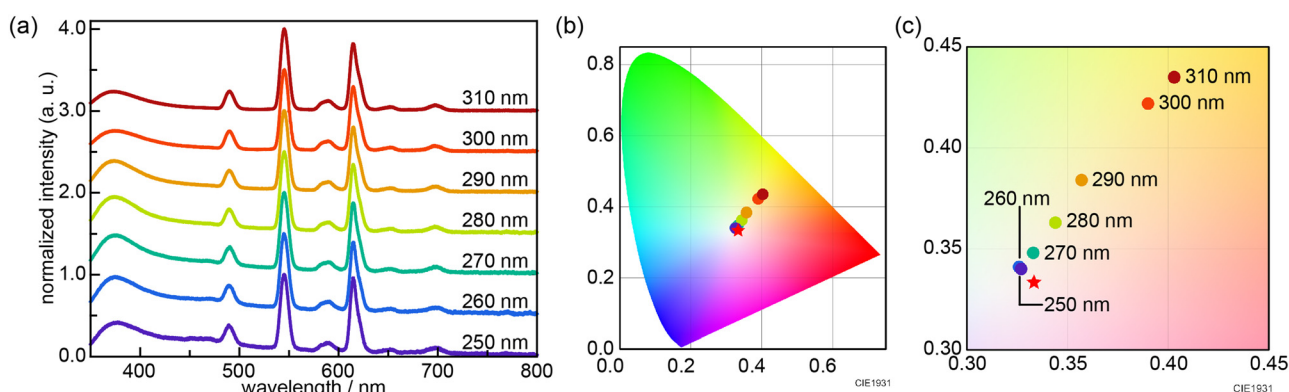 (a)
normalized intensity (a. u.)
4.0
3.0
2.0
1.0
0.0
310 nm
300 nm
290 nm
280 nm
270 nm
260 nm
250 nm
400 500 600 700 800
wavelength / nm
(b)
0.8
0.6
0.4
0.2
0.0
0.0 0.2 0.4 0.6
CIE1931
(c)
0.45
0.40
0.35
0.30
310 nm
300 nm
290 nm
260 nm
280 nm
270 nm
250 nm
0.30 0.35 0.40 0.45
CIE1931